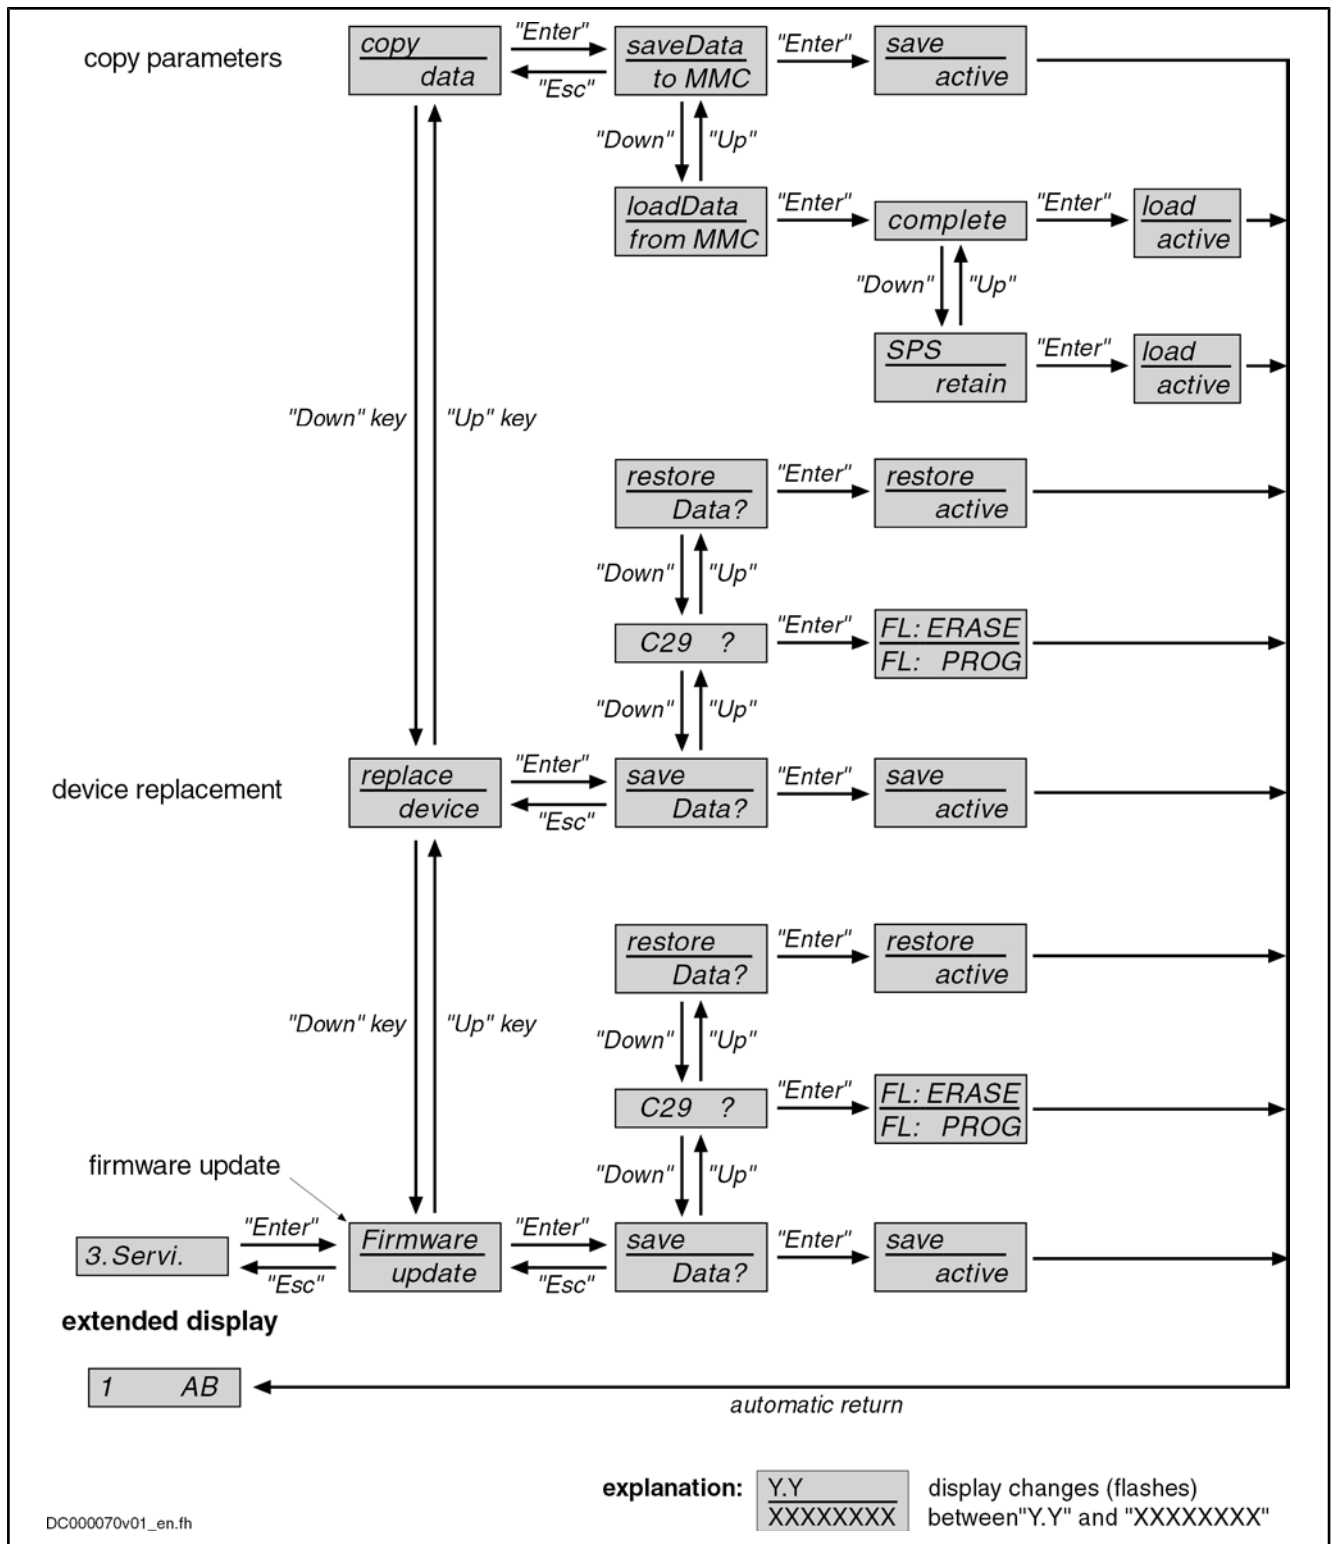 copy parameters
copy
data
"Enter"
"Esc"
saveData
to MMC
"Enter"
save
active
"Down"
"Up"
loadData
from MMC
"Enter"
complete
"Enter"
load
active
"Down"
"Up"
SPS
retain
"Enter"
load
active
"Down" key
"Up" key
restore
Data?
"Enter"
restore
active
"Down"
"Up"
C29 ?
"Enter"
FL: ERASE
FL: PROG
"Down"
"Up"
device replacement
replace
device
"Enter"
"Esc"
save
Data?
"Enter"
save
active
restore
Data?
"Enter"
restore
active
"Down" key
"Up" key
"Down"
"Up"
C29 ?
"Enter"
FL: ERASE
FL: PROG
"Down"
"Up"
firmware update
3.Servi.
"Enter"
"Esc"
Firmware
update
"Enter"
"Esc"
save
Data?
"Enter"
save
active
extended display
1 AB
automatic return
explanation:
Y.Y
XXXXXXXX
display changes (flashes)
between"Y.Y" and "XXXXXXXX"
DC000070v01_en.fh